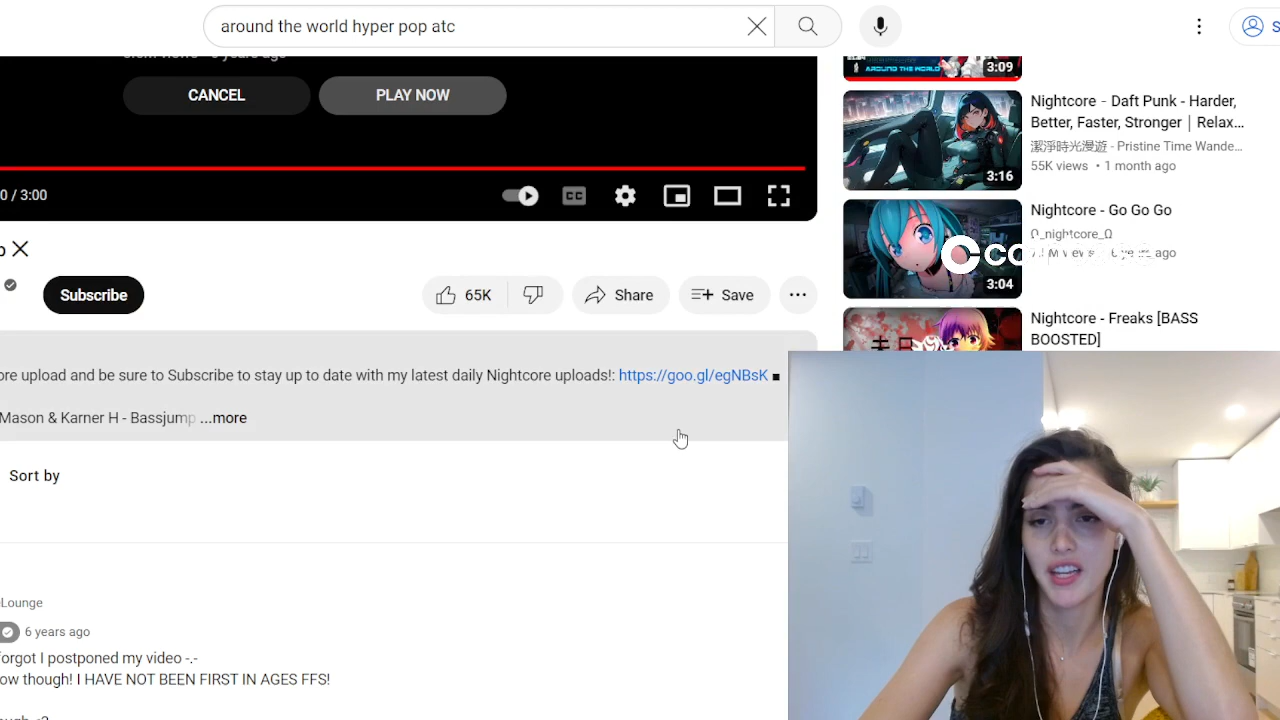 around the world hyper pop atc
S
CANCEL
PLAY NOW
0 / 3:00
CC
Subscribe
65K
Share
Save
ore upload and be sure to Subscribe to stay up to date with my latest daily Nightcore uploads!: https://goo.gl/egNBsK ■
Mason & Karner H - Bassjump ...more
Sort by
Lounge
6 years ago
orgot I postponed my video -.-
ow though! I HAVE NOT BEEN FIRST IN AGES FFS!
AROUND THE WORLD
3:09
Nightcore - Daft Punk - Harder,
Better, Faster, Stronger | Relax...
潔淨時光漫遊 - Pristine Time Wande...
55K views • 1 month ago
3:16
Nightcore - Go Go Go
Ω_nightcore_Ω
3:04
Nightcore - Freaks [BASS
BOOSTED]